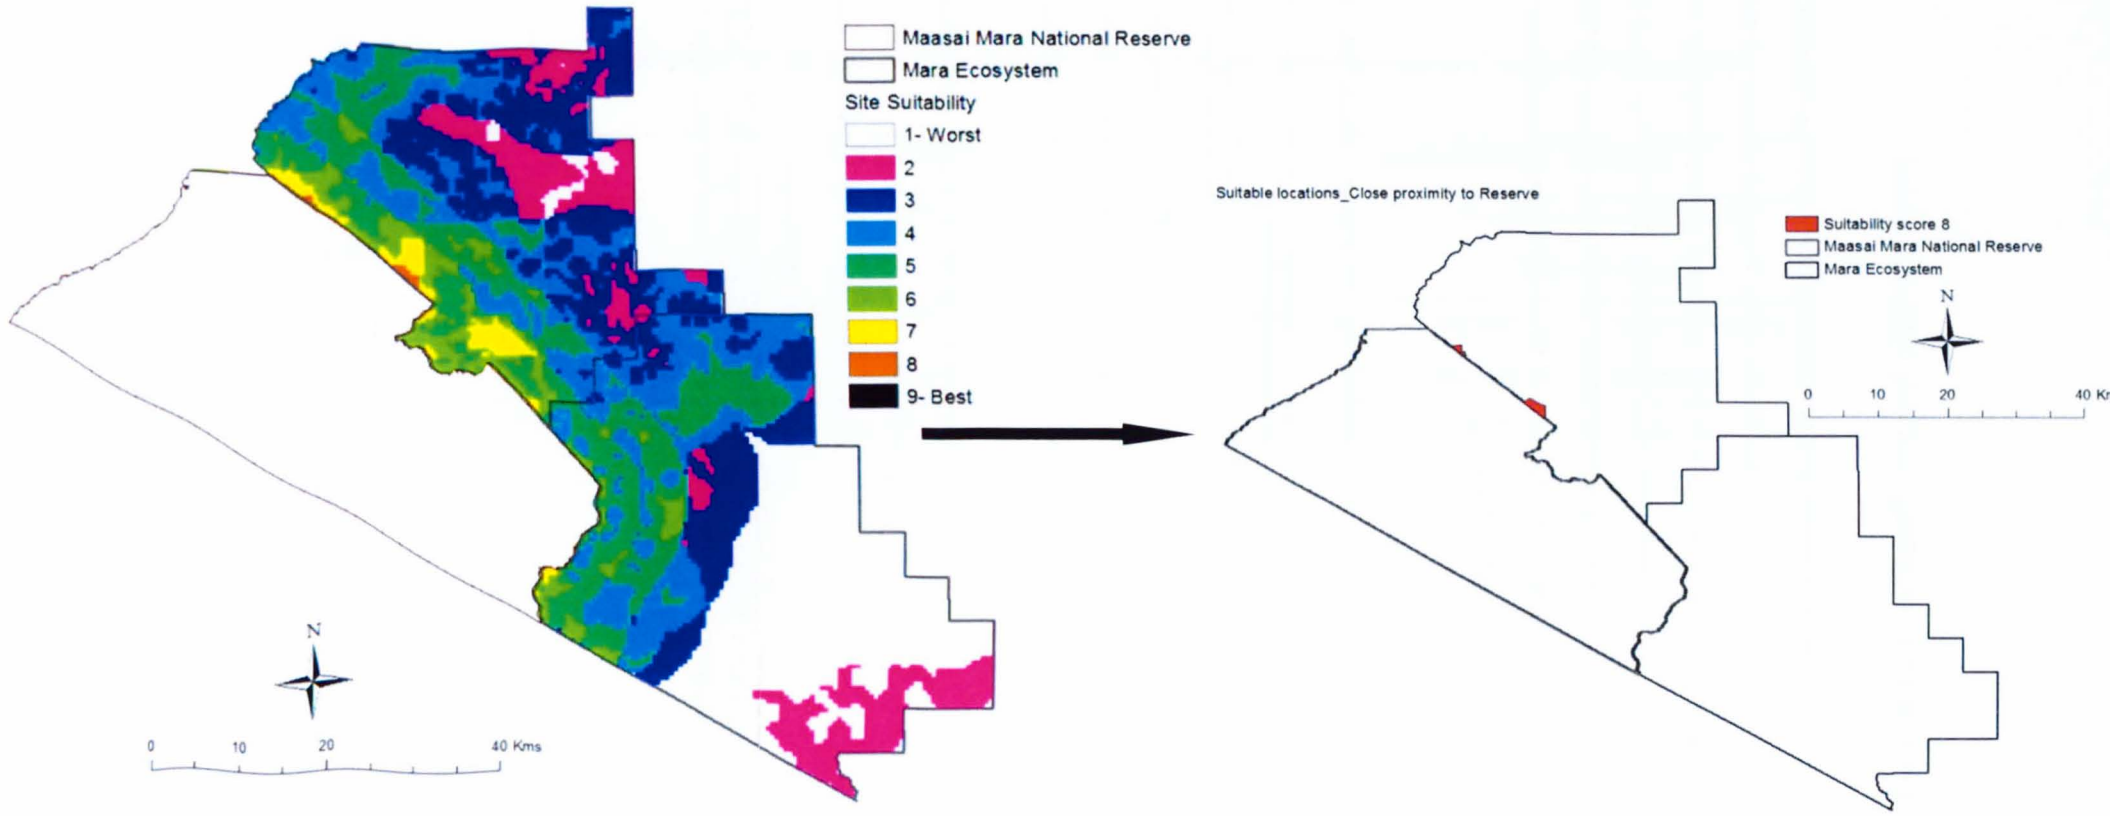 Maasai Mara National Reserve
Mara Ecosystem
Site Suitability
1- Worst
2
3
4
5
6
7
8
9- Best
N
0 10 20 40 Kms
Suitable locations_Close proximity to Reserve
Suitability score 8
Maasai Mara National Reserve
Mara Ecosystem
N
0 10 20 40 Kr